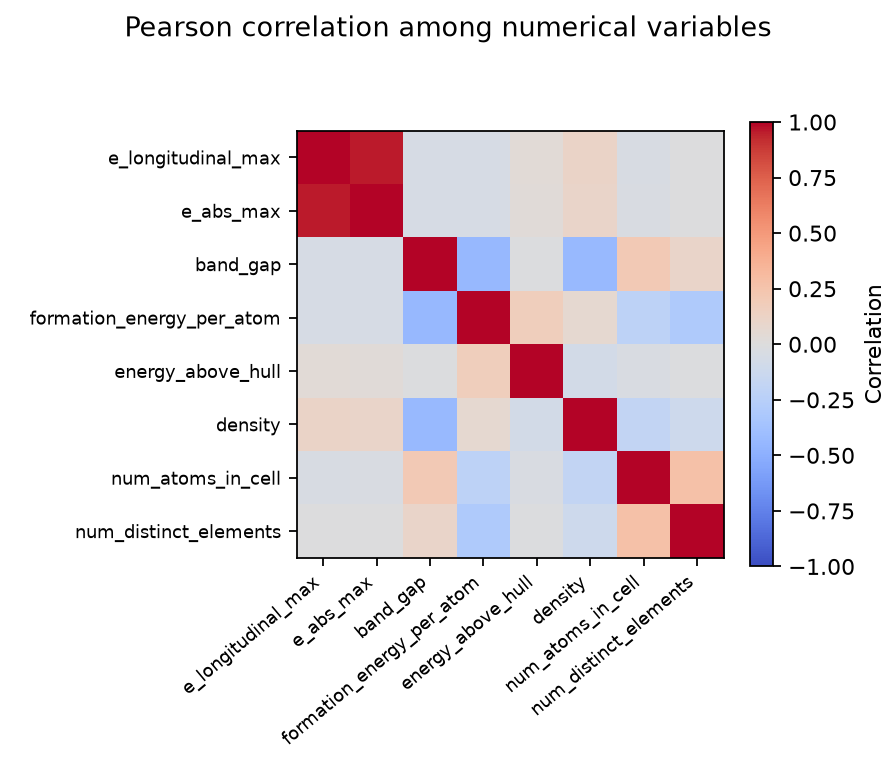 Pearson correlation among numerical variables
e_longitudinal_max
e_abs_max
band_gap
formation_energy_per_atom
energy_above_hull
density
num_atoms_in_cell
num_distinct_elements
e_longitudinal_max
e_abs_max
band_gap
formation_energy_per_atom
energy_above_hull
density
num_atoms_in_cell
num_distinct_elements
1.00
0.75
0.50
0.25
0.00
−0.25
−0.50
−0.75
−1.00
Correlation